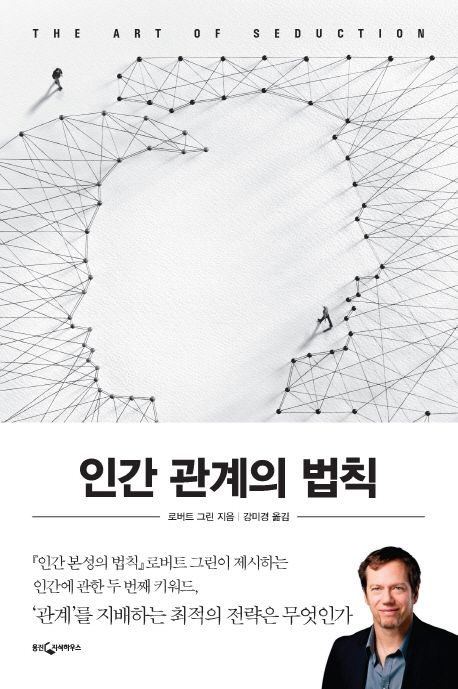 THE ART OF SEDUCTION
인간 관계의 법칙
로버트 그린 지음 | 강미경 옮김
『인간 본성의 법칙』 로버트 그린이 제시하는
인간에 관한 두 번째 키워드,
‘관계’를 지배하는 최적의 전략은 무엇인가
웅진 지식하우스